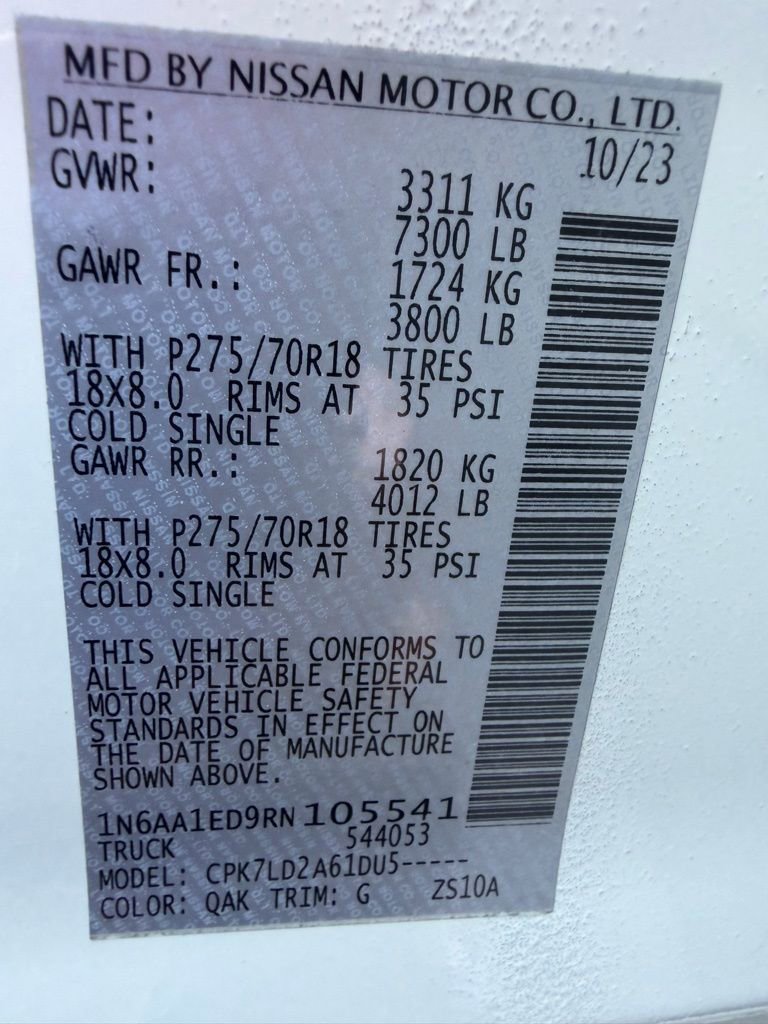 MFD BY NISSAN MOTOR CO., LTD.
DATE: 10/23
GVWR: 3311 KG
7300 LB
GAWR FR.: 1724 KG
3800 LB
WITH P275/70R18 TIRES
18X8.0 RIMS AT 35 PSI
COLD SINGLE
GAWR RR.: 1820 KG
4012 LB
WITH P275/70R18 TIRES
18X8.0 RIMS AT 35 PSI
COLD SINGLE
THIS VEHICLE CONFORMS TO
ALL APPLICABLE FEDERAL
MOTOR VEHICLE SAFETY
STANDARDS IN EFFECT ON
THE DATE OF MANUFACTURE
SHOWN ABOVE.
1N6AA1ED9RN105541
TRUCK 544053
MODEL: CPK7LD2A61DU5-----
COLOR: QAK TRIM: G ZS10A